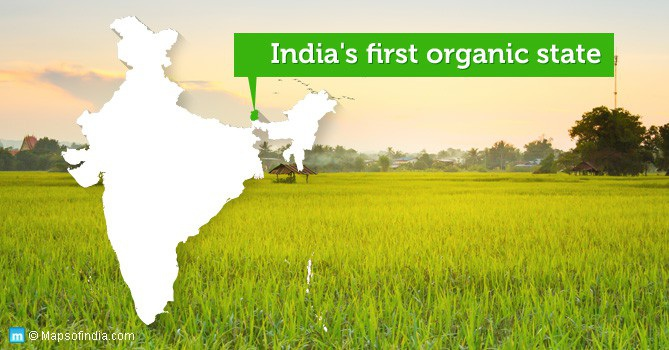 India's first organic state
m © Mapsofindia.com